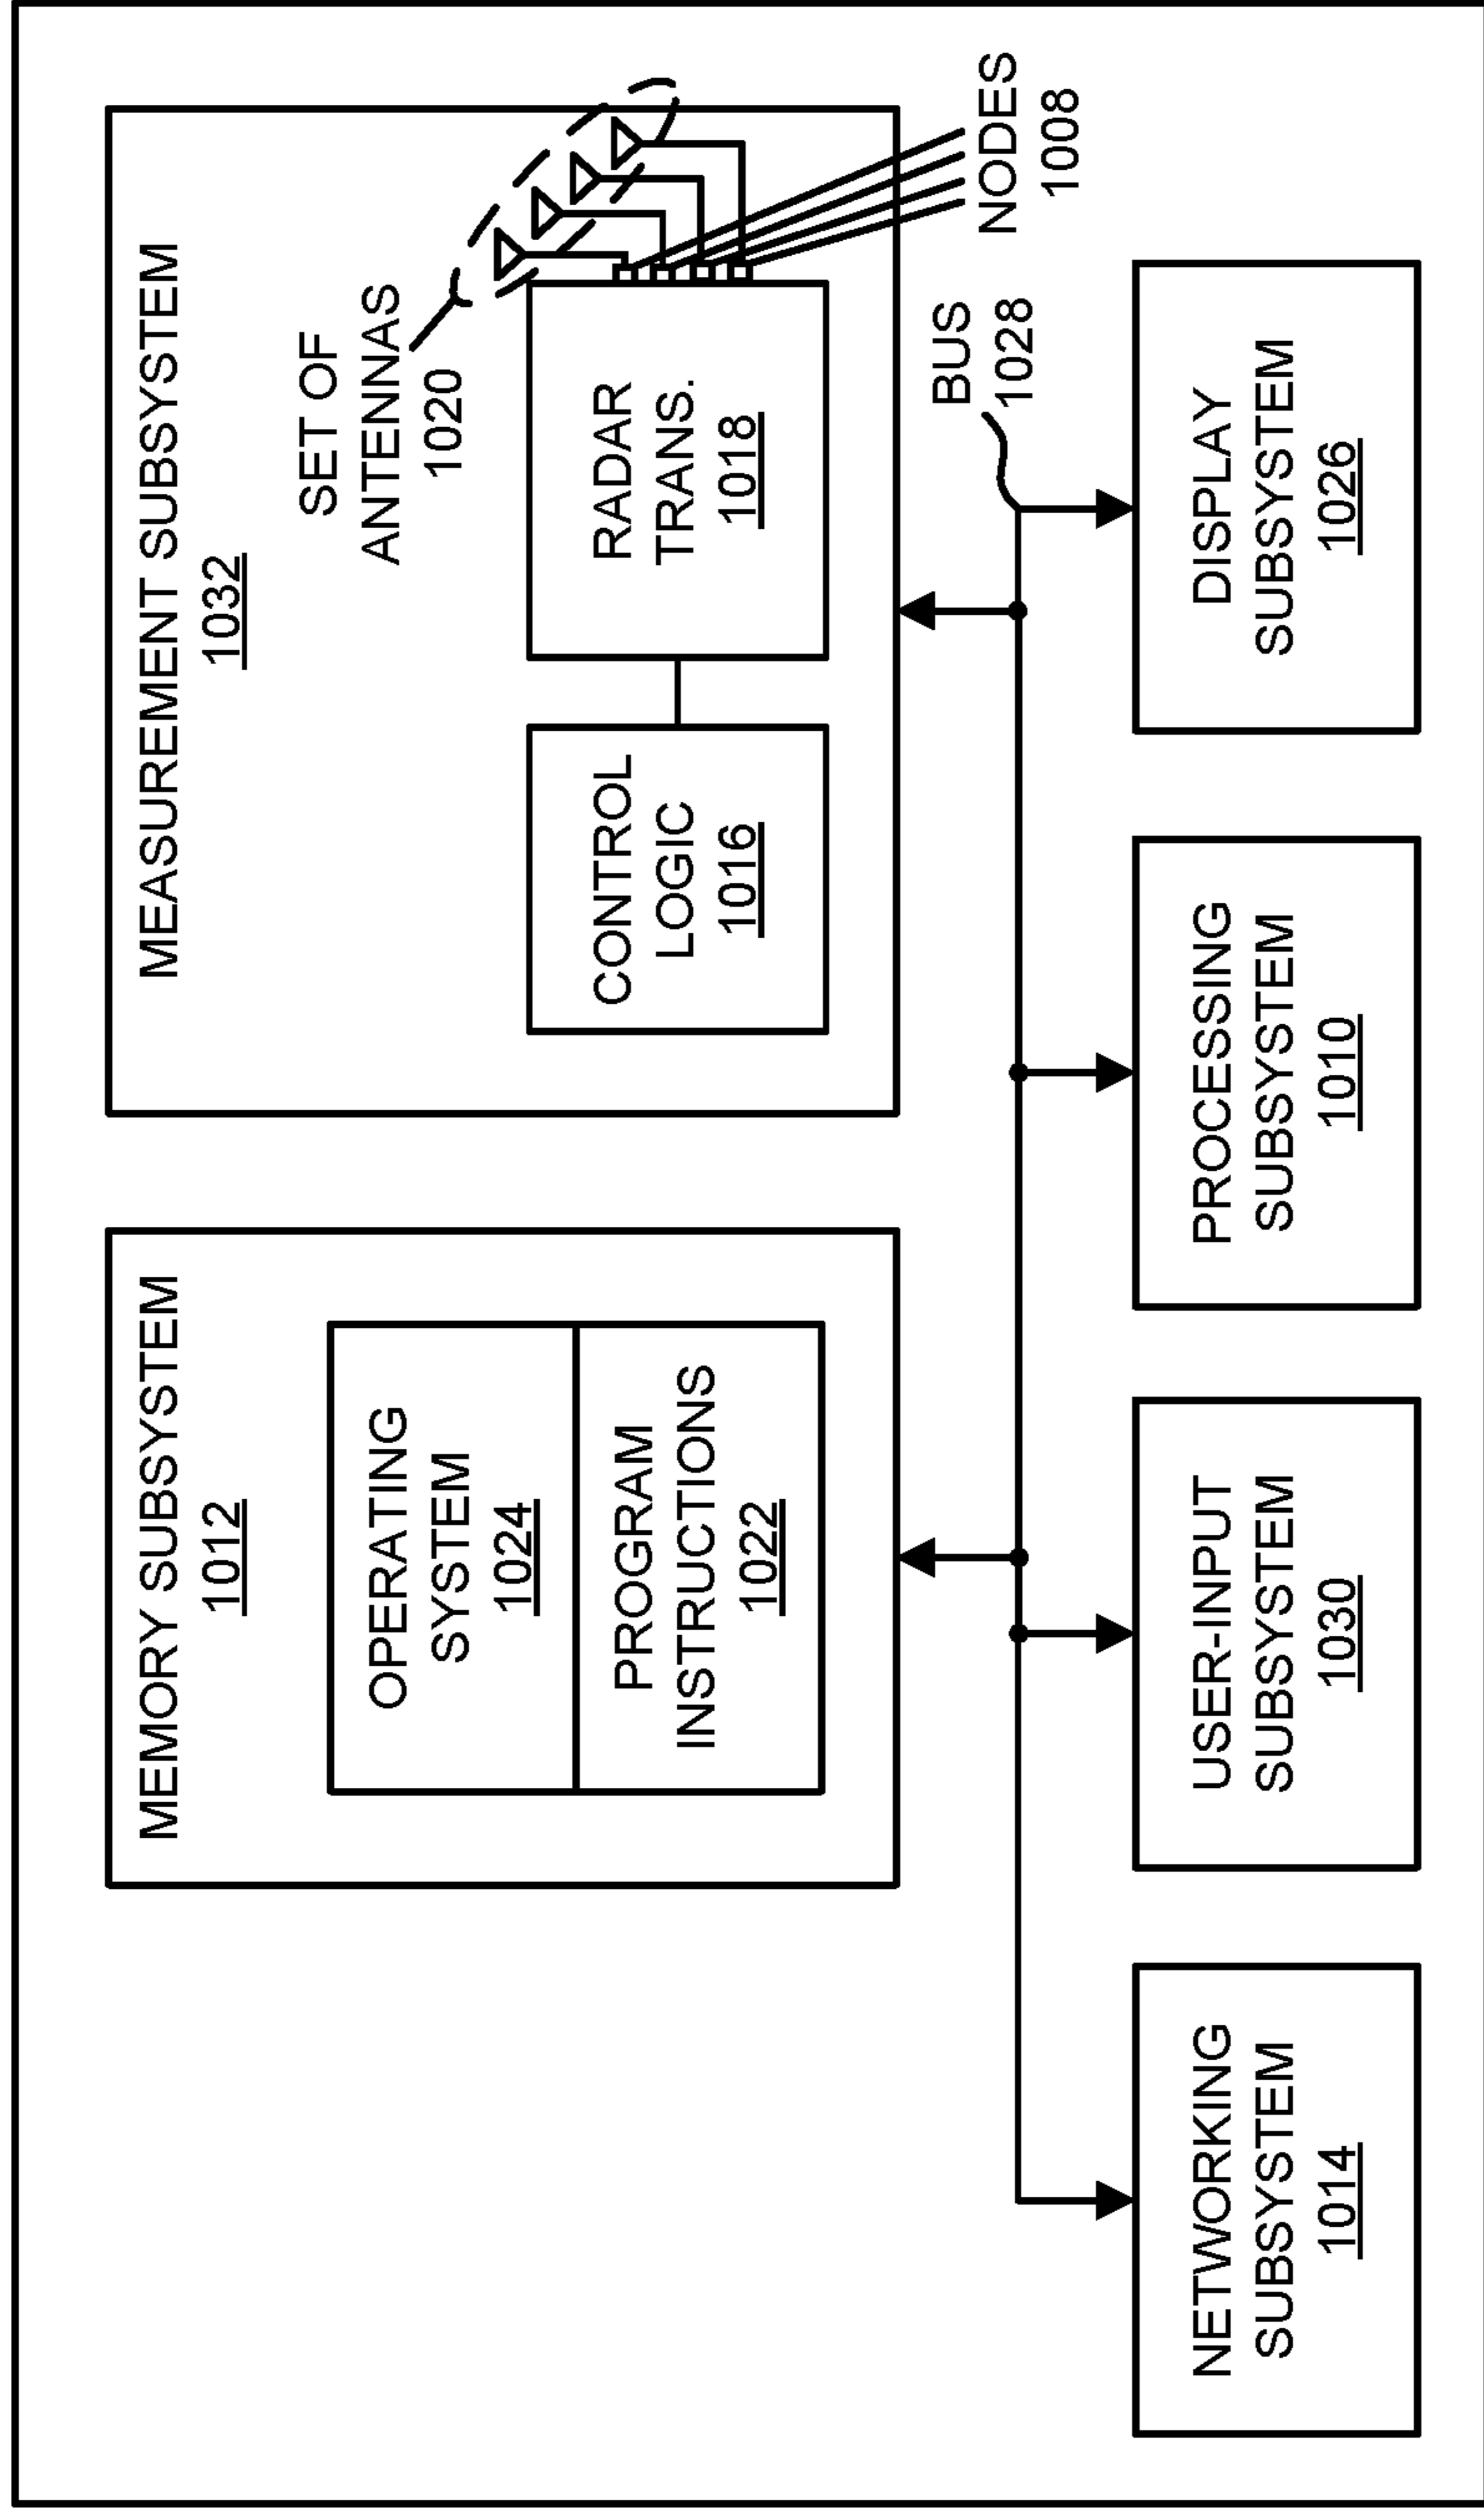 MEMORY SUBSYSTEM
1012
OPERATING
SYSTEM
1024
PROGRAM
INSTRUCTIONS
1022
MEASUREMENT SUBSYSTEM
1032
SET OF
ANTENNAS
1020
CONTROL
LOGIC
1016
RADAR
TRANS.
1018
NODES
1008
BUS
1028
NETWORKING
SUBSYSTEM
1014
USER-INPUT
SUBSYSTEM
1030
PROCESSING
SUBSYSTEM
1010
DISPLAY
SUBSYSTEM
1026